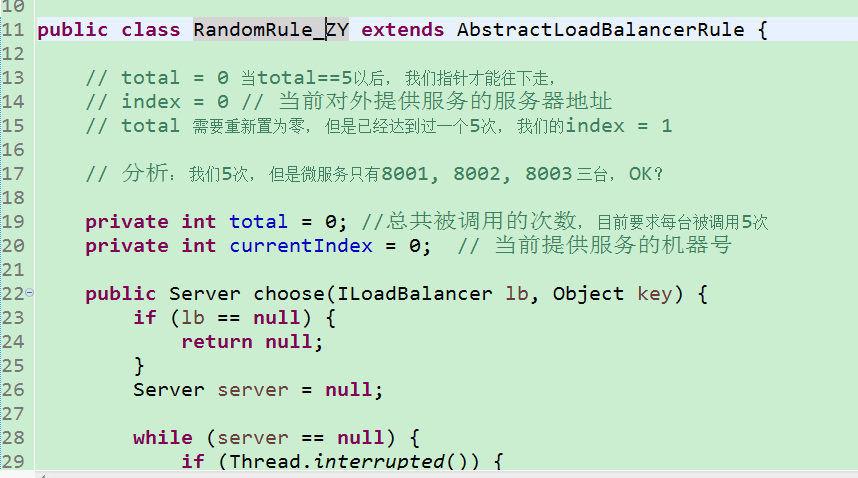 10
11 public class RandomRule_ZY extends AbstractLoadBalancerRule {
12
13 // total = 0 当total==5以后，我们指针才能往下走，
14 // index = 0 // 当前对外提供服务的服务器地址
15 // total 需要重新置为零，但是已经达到过一个5次，我们的index = 1
16
17 // 分析：我们5次，但是微服务只有8001, 8002, 8003 三台，OK？
18
19 private int total = 0; //总共被调用的次数，目前要求每台被调用5次
20 private int currentIndex = 0; // 当前提供服务的机器号
21
22 public Server choose(ILoadBalancer lb, Object key) {
23 if (lb == null) {
24 return null;
25 }
26 Server server = null;
27
28 while (server == null) {
29 if (Thread.interrupted()) {